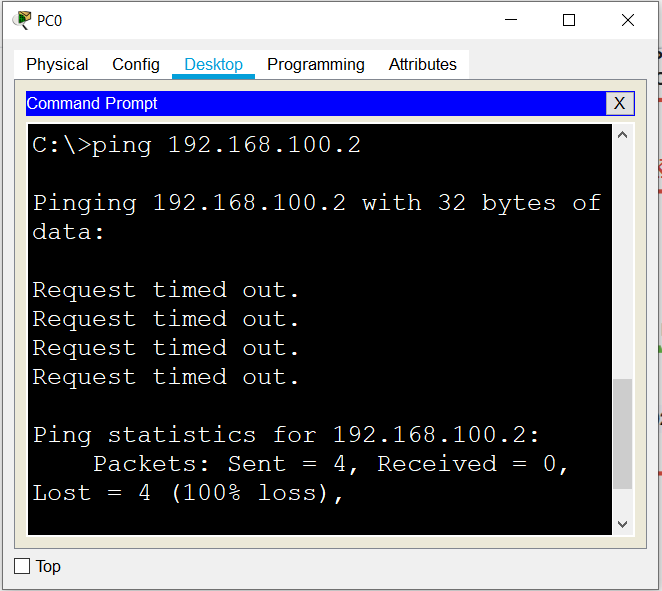 PC0
Physical Config Desktop Programming Attributes
Command Prompt
X
C:\>ping 192.168.100.2
Pinging 192.168.100.2 with 32 bytes of
data:
Request timed out.
Request timed out.
Request timed out.
Request timed out.
Ping statistics for 192.168.100.2:
Packets: Sent = 4, Received = 0,
Lost = 4 (100% loss),
Top